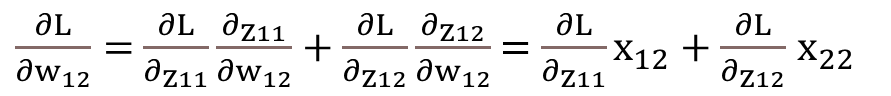 ∂L/∂w₁₂ = ∂L/∂z₁₁ ∂z₁₁/∂w₁₂ + ∂L/∂z₁₂ ∂z₁₂/∂w₁₂ = ∂L/∂z₁₁ x₁₂ + ∂L/∂z₁₂ x₂₂